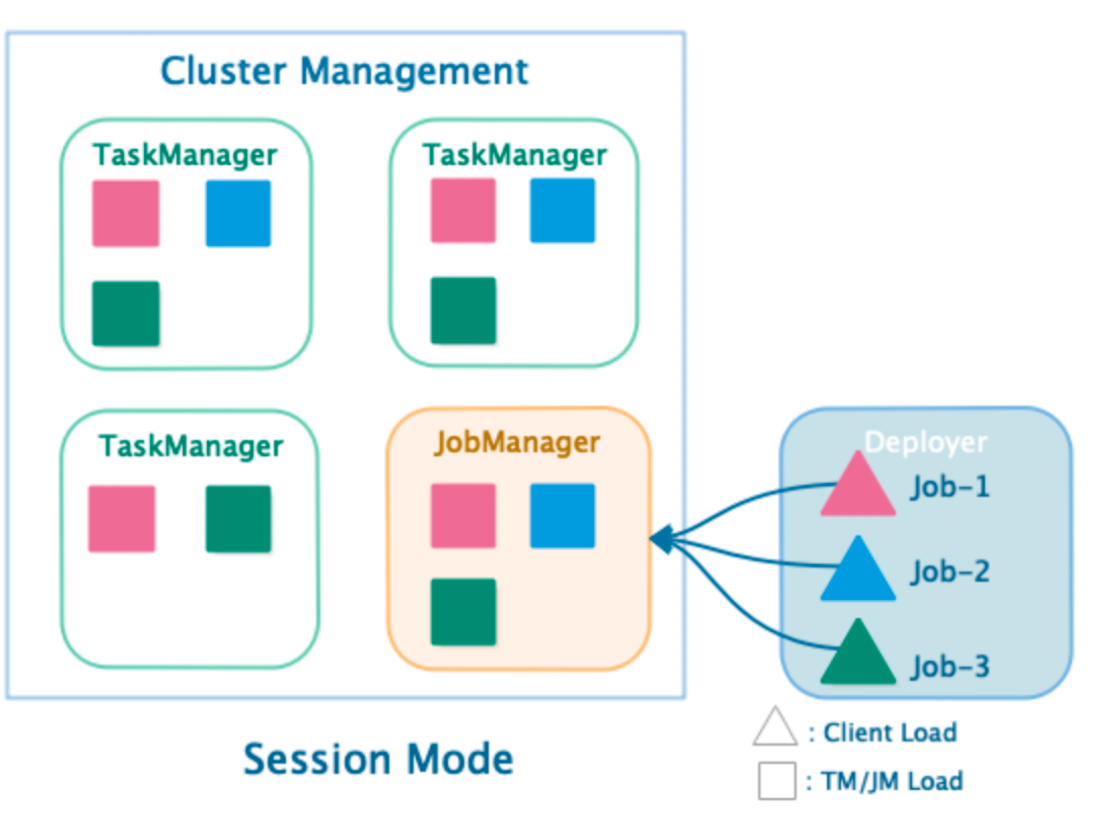 Cluster Management
TaskManager
TaskManager
TaskManager
JobManager
Deployer
Job-1
Job-2
Job-3
: Client Load
: TM/JM Load
Session Mode